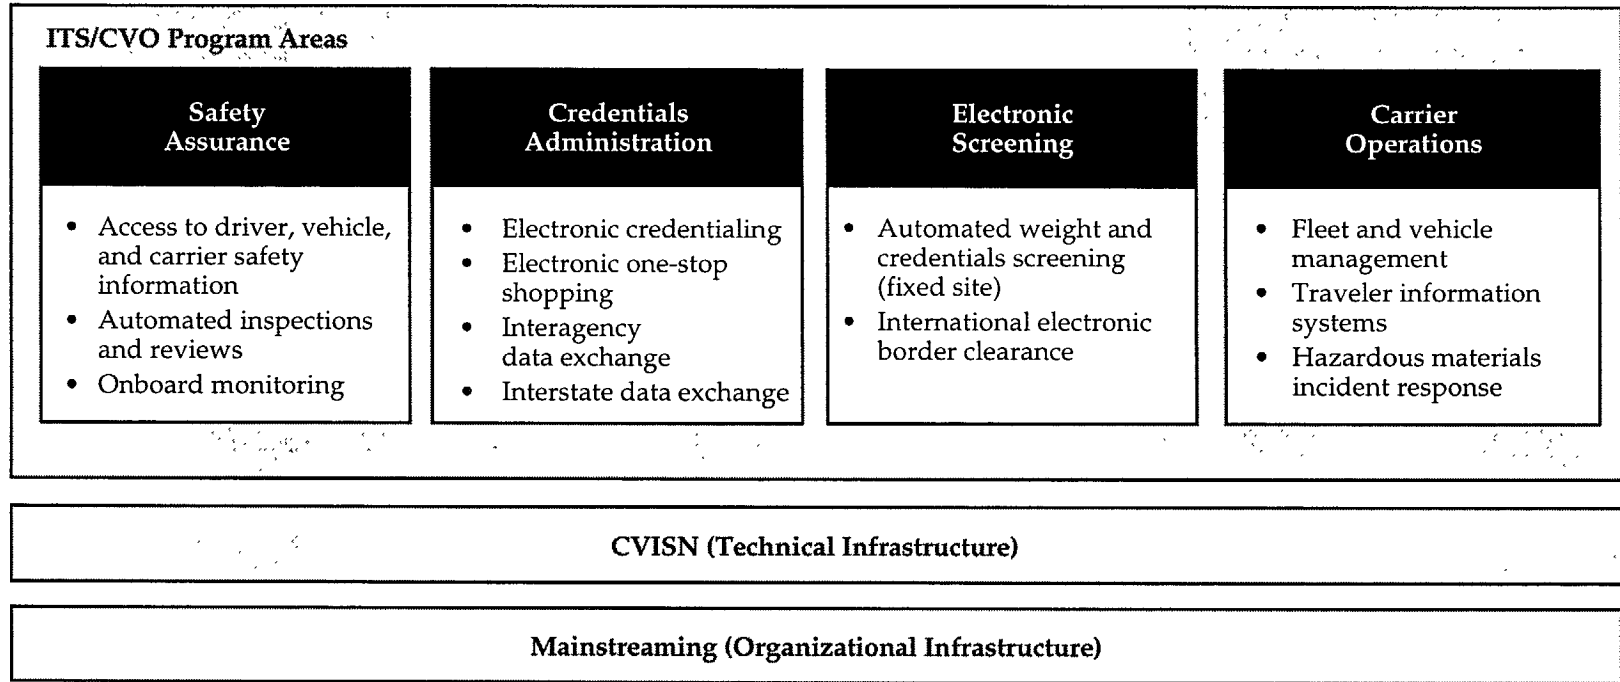 ITS/CVO Program Areas
Safety
Assurance
• Access to driver, vehicle,
and carrier safety
information
• Automated inspections
and reviews
• Onboard monitoring
Credentials
Administration
• Electronic credentialing
• Electronic one-stop
shopping
• Interagency
data exchange
• Interstate data exchange
Electronic
Screening
• Automated weight and
credentials screening
(fixed site)
• International electronic
border clearance
Carrier
Operations
• Fleet and vehicle
management
• Traveler information
systems
• Hazardous materials
incident response
CVISN (Technical Infrastructure)
Mainstreaming (Organizational Infrastructure)